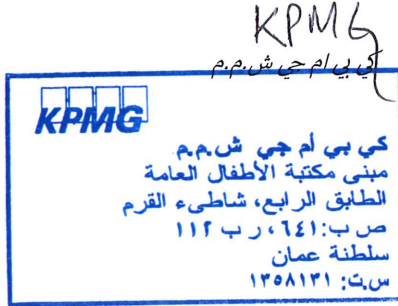 KPMG
كي بي ام جي ش.م.م
KPMG
كي بي أم جي ش.م.م
مبنى مكتبة الأطفال العامة
الطابق الرابع، شاطىء القرم
ص ب: ٦٤١، ر ب ١١٢
سلطنة عمان
س.ت: ١٣٥٨١٣١